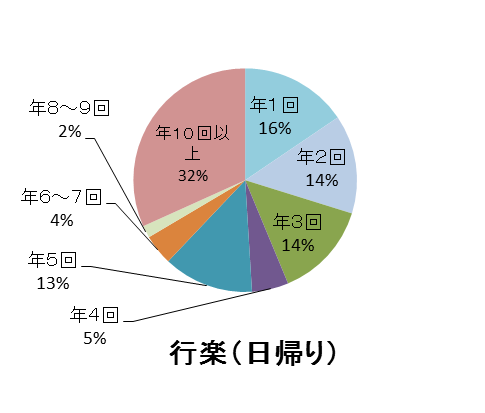 年１回
16%
年２回
14%
年３回
14%
年４回
5%
年５回
13%
年６～７回
4%
年８～９回
2%
年１０回以
上
32%
行楽（日帰り）